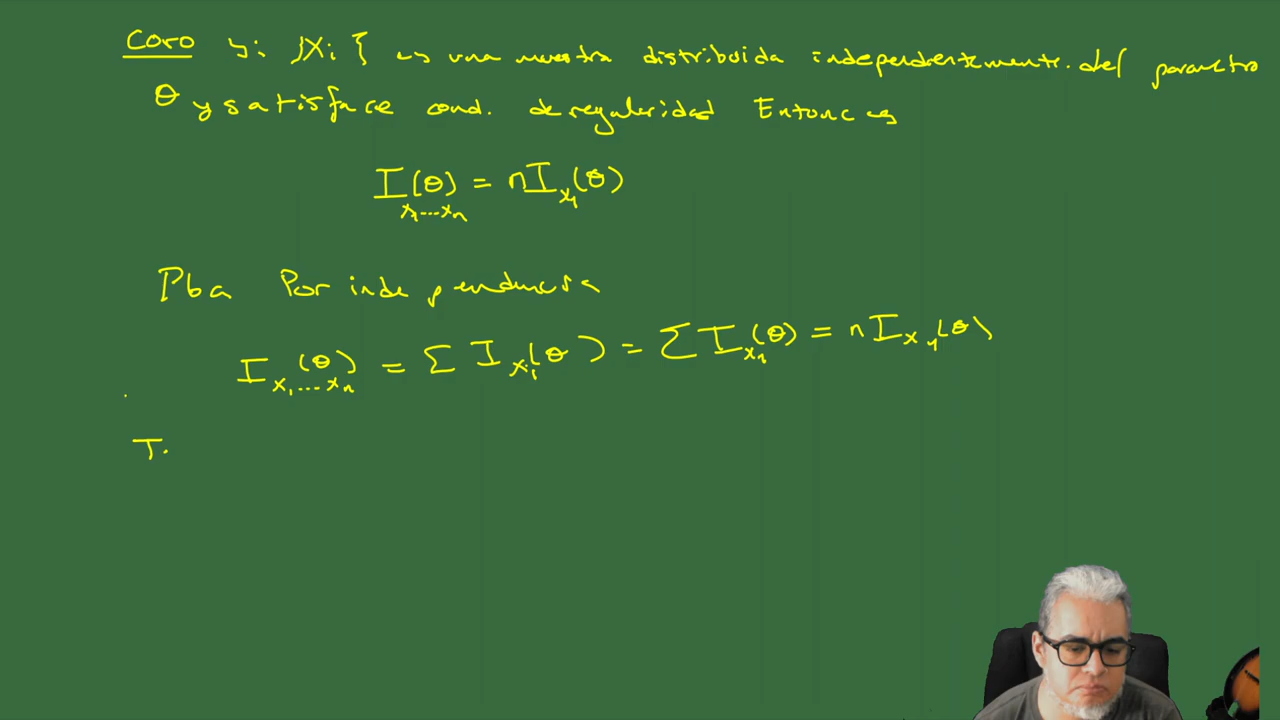 Coro si {Xi} es una muestra distribuida independientemente del parametro
θ y satisface cond. de regularidad Entonces
I_{x₁...xₙ}(θ) = n I_{x₁}(θ)
Pba Por independencia
I_{x₁...xₙ}(θ) = Σ I_{xᵢ}(θ) = Σ I_{x₁}(θ) = n I_{x₁}(θ)
T.